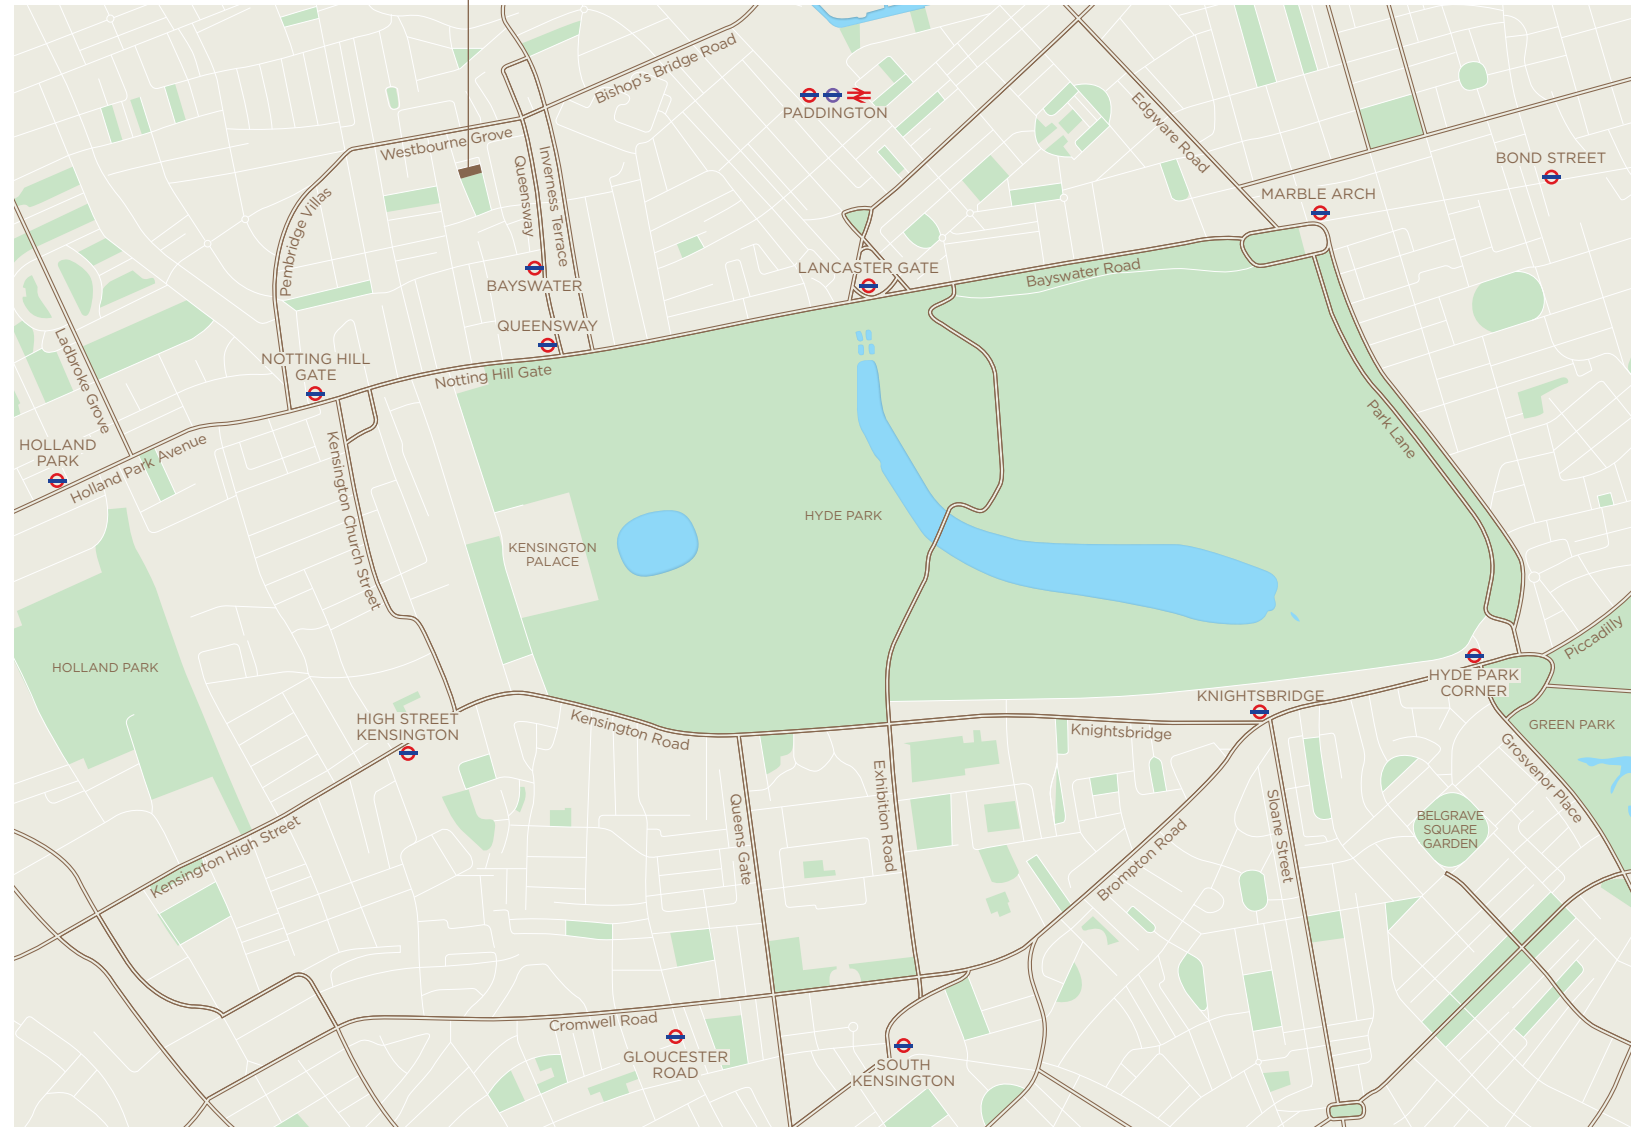 Bishop's Bridge Road
PADDINGTON
Edgware Road
Westbourne Grove
BOND STREET
MARBLE ARCH
Queensway
Inverness Terrace
Pembridge Villas
LANCASTER GATE
Bayswater Road
BAYSWATER
QUEENSWAY
Ladbroke Grove
NOTTING HILL
GATE
Notting Hill Gate
Park Lane
HOLLAND
PARK
Holland Park Avenue
Kensington Church Street
HYDE PARK
KENSINGTON
PALACE
HOLLAND PARK
Piccadilly
HYDE PARK
CORNER
KNIGHTSBRIDGE
HIGH STREET
KENSINGTON
Kensington Road
Knightsbridge
GREEN PARK
Grosvenor Place
Exhibition Road
Queens Gate
Sloane Street
BELGRAVE
SQUARE
GARDEN
Brompton Road
Kensington High Street
Cromwell Road
GLOUCESTER
ROAD
SOUTH
KENSINGTON